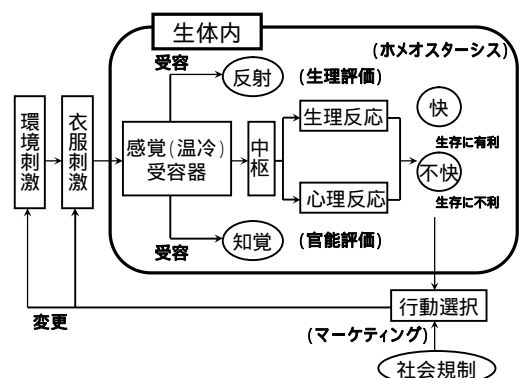 生体内
(ホメオスターシス)
受容
反射
(生理評価)
環境刺激
衣服刺激
感覚(温冷)
受容器
中枢
生理反応
心理反応
快
生存に有利
不快
生存に不利
受容
知覚
(官能評価)
行動選択
変更
(マーケティング)
社会規制